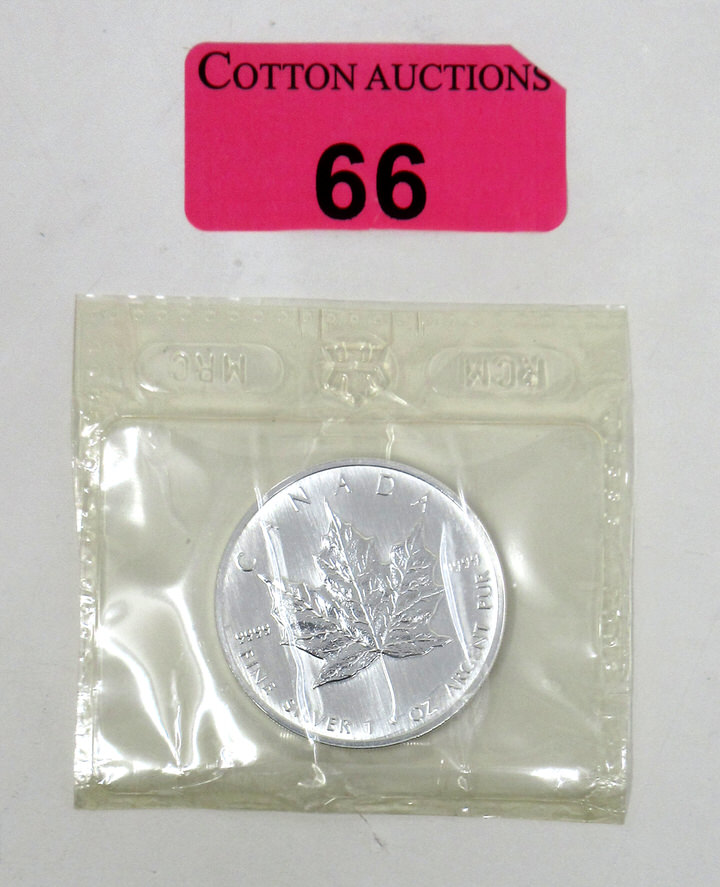 COTTON AUCTIONS
66
MRC RCM
CANADA
9999 9999
FINE SILVER 1 OZ ARGENT PUR